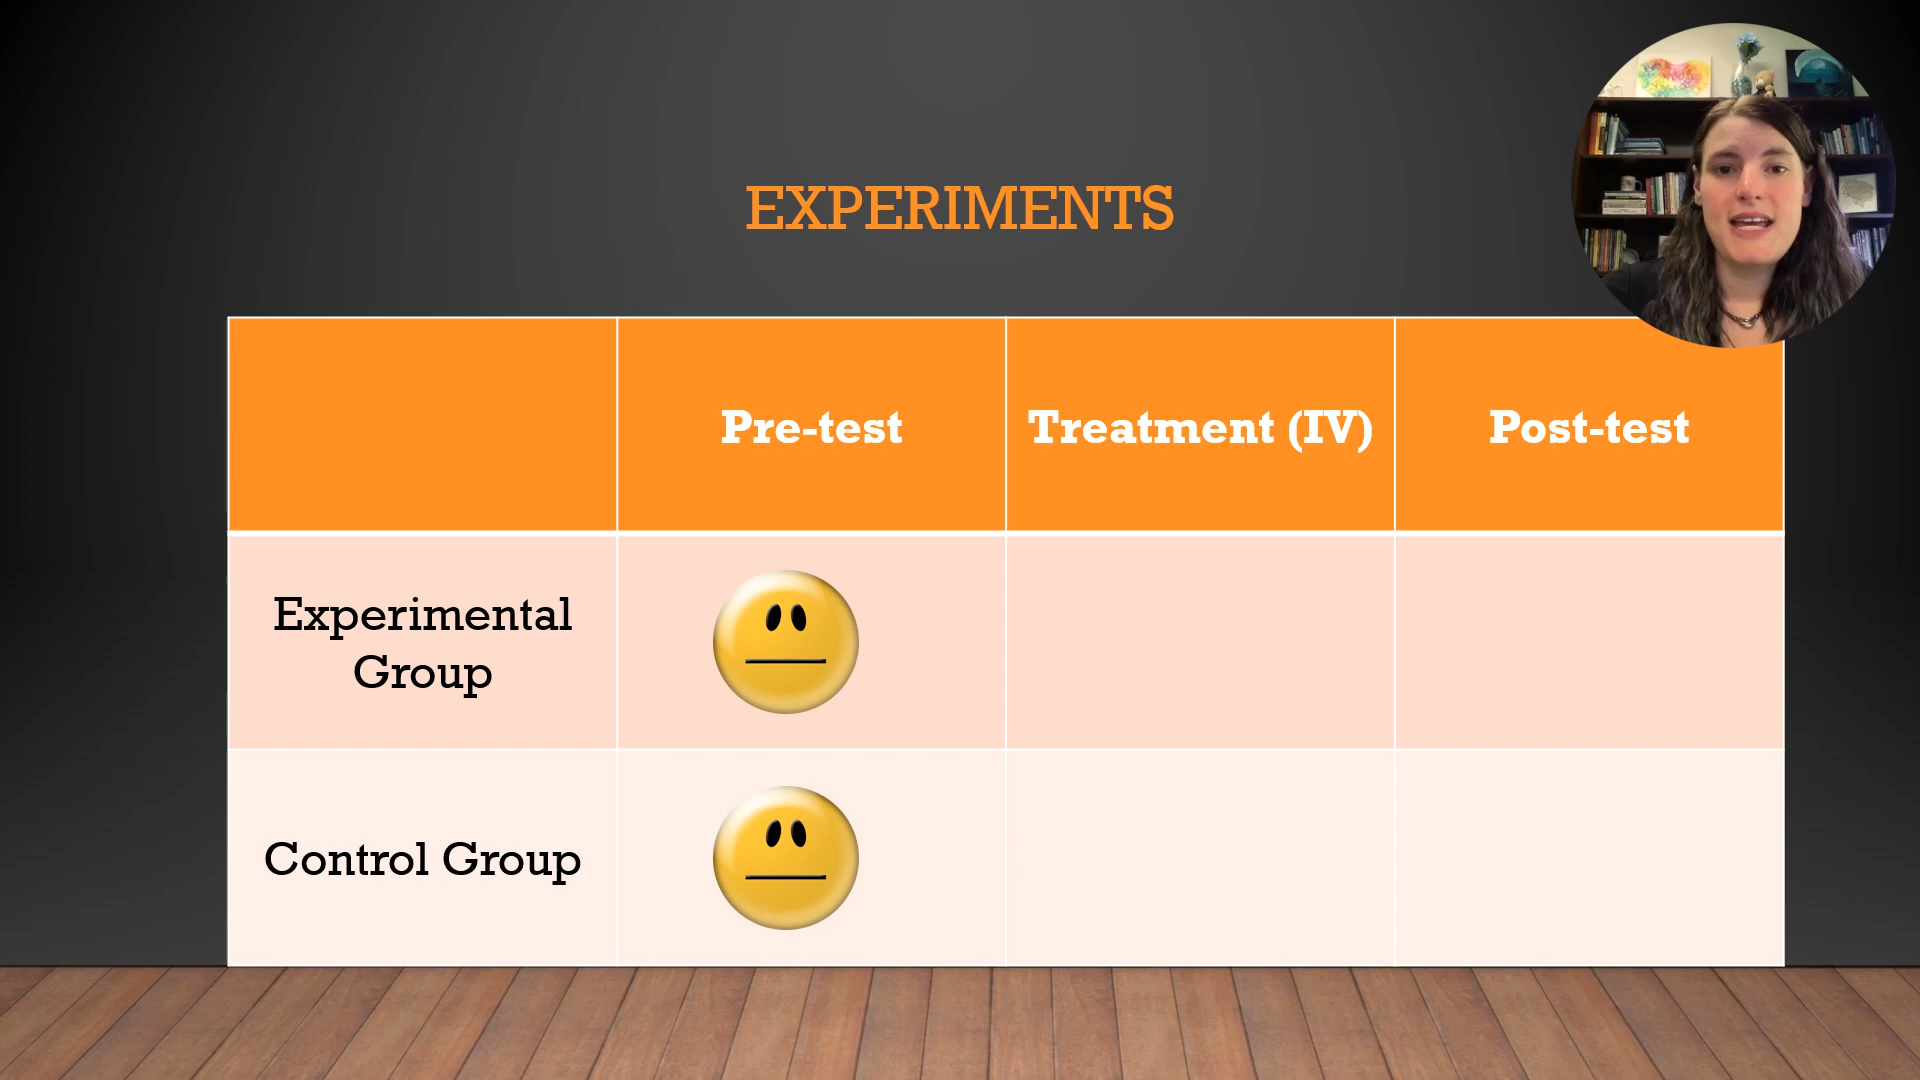 EXPERIMENTS
Pre-test
Treatment (IV)
Post-test
Experimental
Group
Control Group